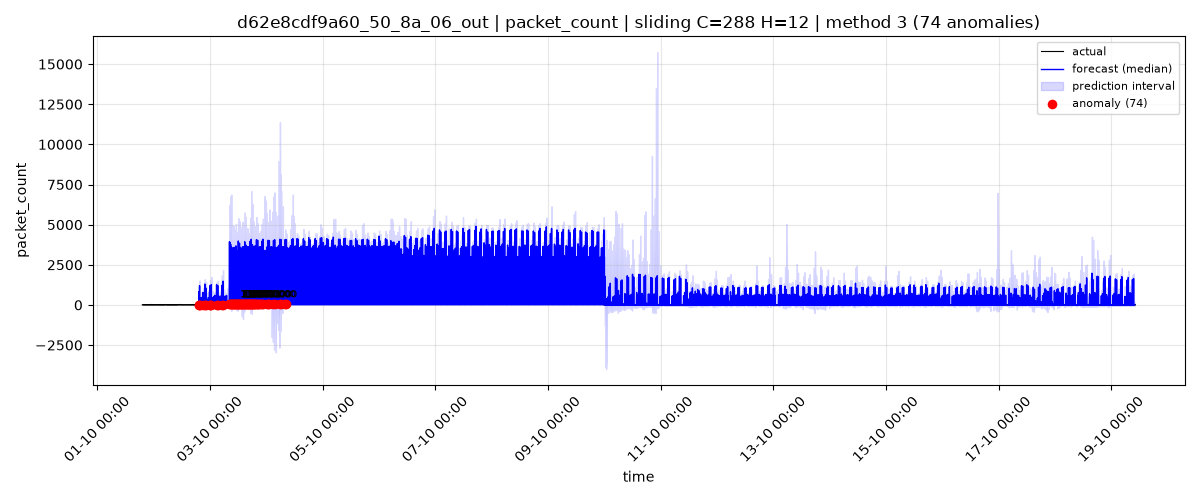 d62e8cdf9a60_50_8a_06_out | packet_count | sliding C=288 H=12 | method 3 (74 anomalies)
actual
forecast (median)
prediction interval
anomaly (74)
packet_count
15000
12500
10000
7500
5000
2500
0
−2500
01-10 00:00
03-10 00:00
05-10 00:00
07-10 00:00
09-10 00:00
11-10 00:00
13-10 00:00
15-10 00:00
17-10 00:00
19-10 00:00
time